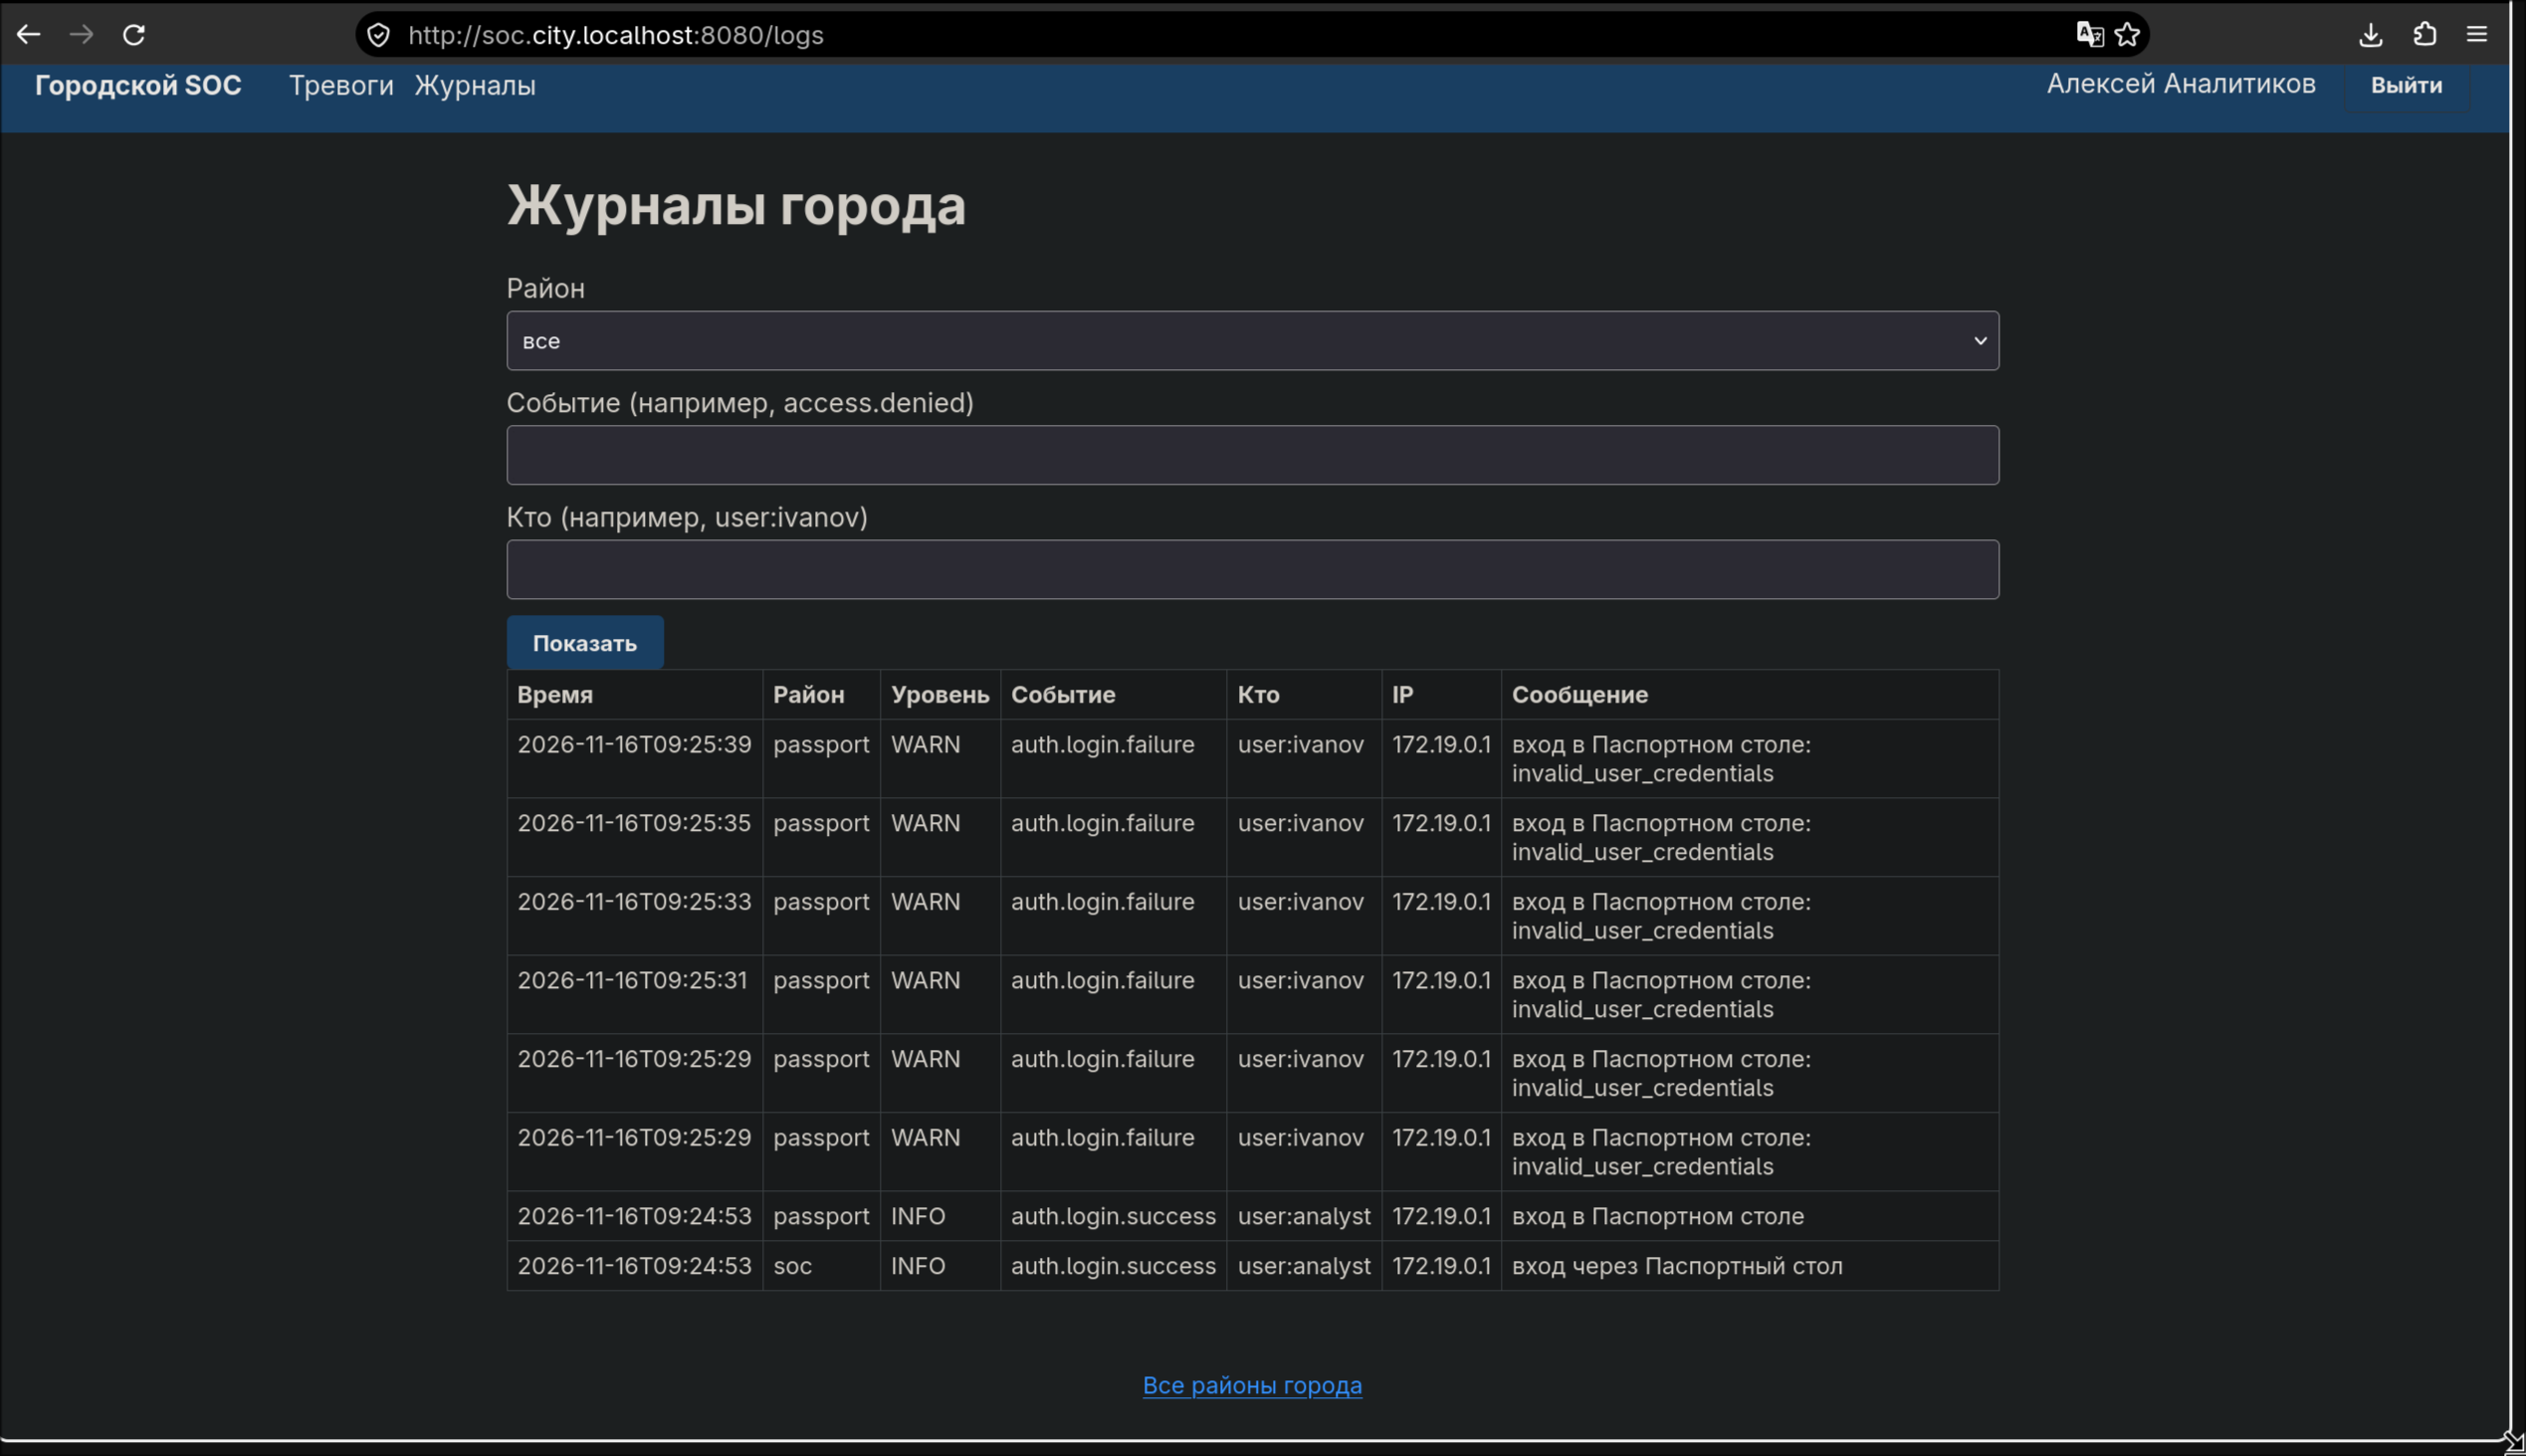 http://soc.city.localhost:8080/logs
Городской SOC Тревоги Журналы Алексей Аналитиков Выйти
Журналы города
Район
все
Событие (например, access.denied)
Кто (например, user:ivanov)
Показать
Время Район Уровень Событие Кто IP Сообщение
2026-11-16T09:25:39 passport WARN auth.login.failure user:ivanov 172.19.0.1 вход в Паспортном столе:
invalid_user_credentials
2026-11-16T09:25:35 passport WARN auth.login.failure user:ivanov 172.19.0.1 вход в Паспортном столе:
invalid_user_credentials
2026-11-16T09:25:33 passport WARN auth.login.failure user:ivanov 172.19.0.1 вход в Паспортном столе:
invalid_user_credentials
2026-11-16T09:25:31 passport WARN auth.login.failure user:ivanov 172.19.0.1 вход в Паспортном столе:
invalid_user_credentials
2026-11-16T09:25:29 passport WARN auth.login.failure user:ivanov 172.19.0.1 вход в Паспортном столе:
invalid_user_credentials
2026-11-16T09:25:29 passport WARN auth.login.failure user:ivanov 172.19.0.1 вход в Паспортном столе:
invalid_user_credentials
2026-11-16T09:24:53 passport INFO auth.login.success user:analyst 172.19.0.1 вход в Паспортном столе
2026-11-16T09:24:53 soc INFO auth.login.success user:analyst 172.19.0.1 вход через Паспортный стол
Все районы города